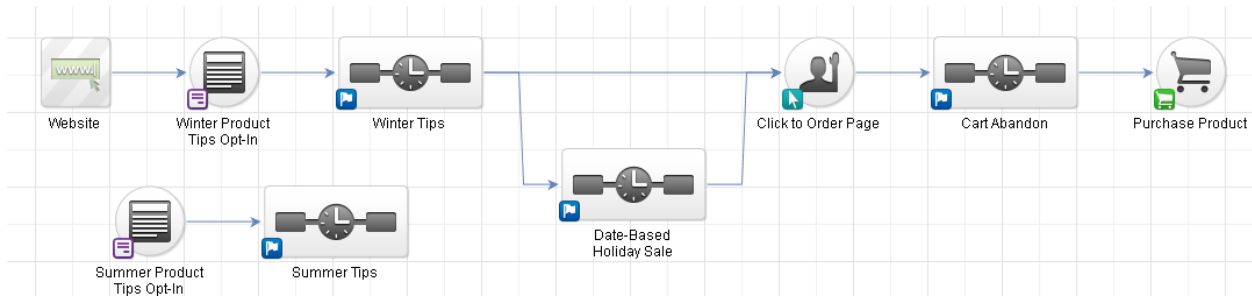 www.
Website
Winter Product
Tips Opt-In
Winter Tips
Click to Order Page
Cart Abandon
Purchase Product
Date-Based
Holiday Sale
Summer Product
Tips Opt-In
Summer Tips